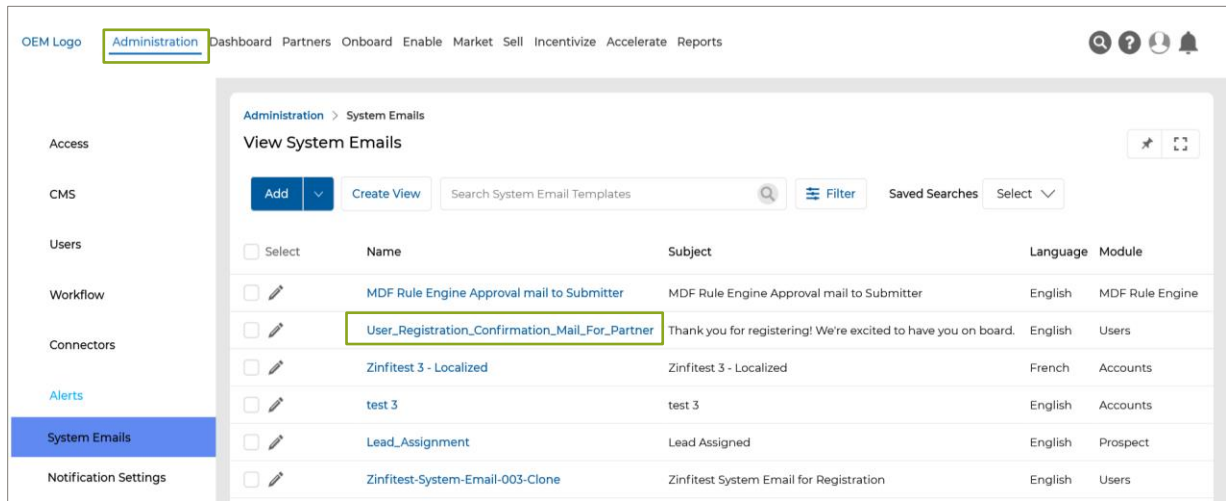 OEM Logo Administration Dashboard Partners Onboard Enable Market Sell Incentivize Accelerate Reports
Administration > System Emails
View System Emails
Access
CMS
Users
Workflow
Connectors
Alerts
System Emails
Notification Settings
Add Create View Search System Email Templates Filter Saved Searches Select
Select Name Subject Language Module
MDF Rule Engine Approval mail to Submitter MDF Rule Engine Approval mail to Submitter English MDF Rule Engine
User_Registration_Confirmation_Mail_For_Partner Thank you for registering! We're excited to have you on board. English Users
Zinfitest 3 - Localized Zinfitest 3 - Localized French Accounts
test 3 test 3 English Accounts
Lead_Assignment Lead Assigned English Prospect
Zinfitest-System-Email-003-Clone Zinfitest System Email for Registration English Users